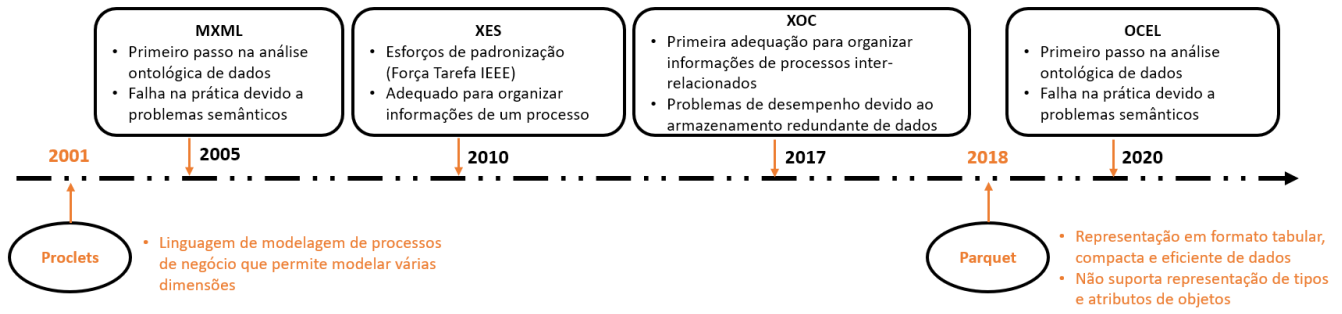 MXML
• Primeiro passo na análise
ontológica de dados
• Falha na prática devido a
problemas semânticos
XES
• Esforços de padronização
(Força Tarefa IEEE)
• Adequado para organizar
informações de um processo
XOC
• Primeira adequação para organizar
informações de processos inter-
relacionados
• Problemas de desempenho devido ao
armazenamento redundante de dados
OCEL
• Primeiro passo na análise
ontológica de dados
• Falha na prática devido a
problemas semânticos
2001
2005
2010
2017
2018
2020
Proclets
• Linguagem de modelagem de processos
de negócio que permite modelar várias
dimensões
Parquet
• Representação em formato tabular,
compacta e eficiente de dados
• Não suporta representação de tipos
e atributos de objetos